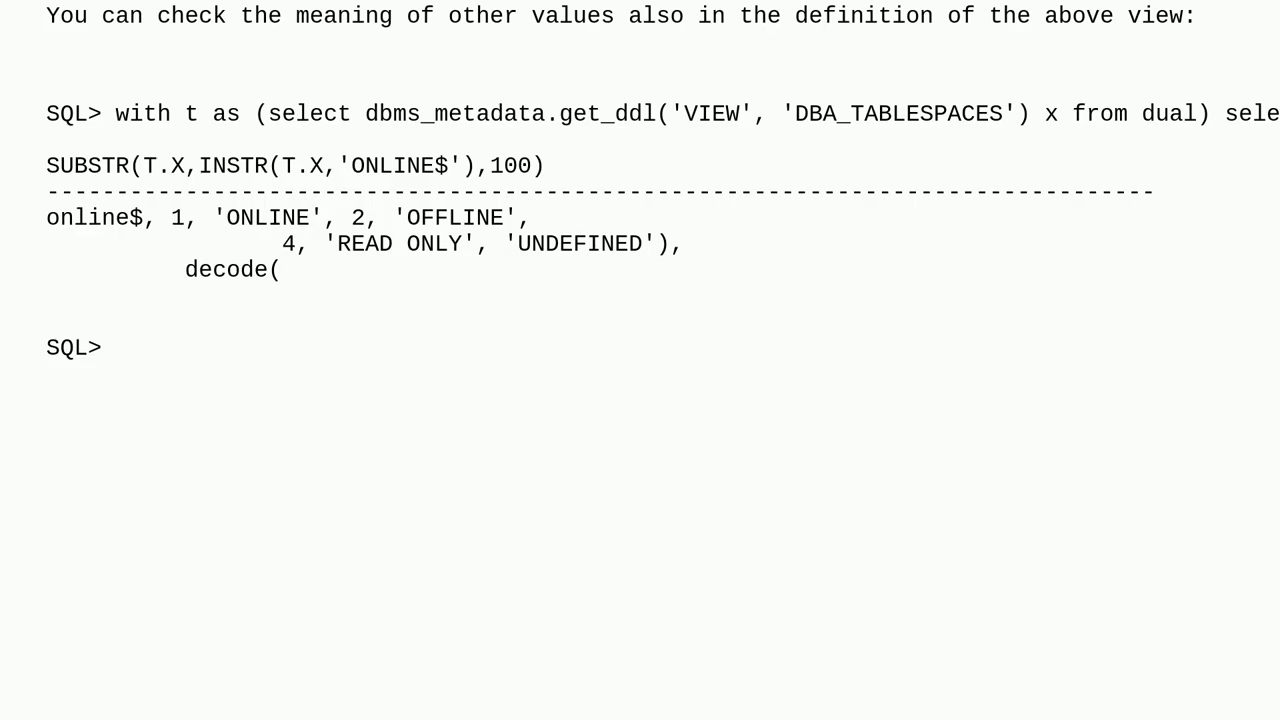 You can check the meaning of other values also in the definition of the above view:
SQL> with t as (select dbms_metadata.get_ddl('VIEW', 'DBA_TABLESPACES') x from dual) sele
SUBSTR(T.X,INSTR(T.X,'ONLINE$'),100)
--------------------------------------------------------------------------------
online$, 1, 'ONLINE', 2, 'OFFLINE',
4, 'READ ONLY', 'UNDEFINED'),
decode(
SQL>